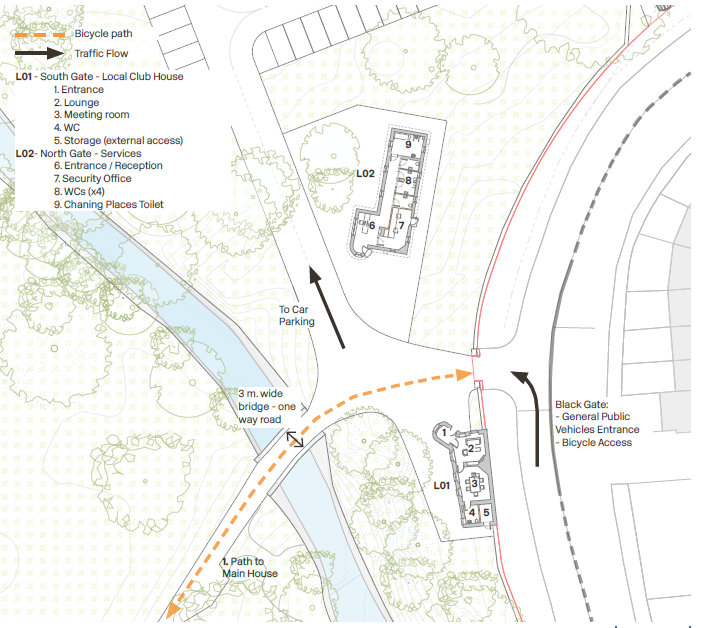 Bicycle path
Traffic Flow
L01 - South Gate - Local Club House
1. Entrance
2. Lounge
3. Meeting room
4. WC
5. Storage (external access)
L02- North Gate - Services
6. Entrance / Reception
7. Security Office
8. WCs (x4)
9. Chaning Places Toilet
9
L02
8
6
7
To Car
Parking
3 m. wide
bridge - one
way road
Black Gate:
- General Public
Vehicles Entrance
- Bicycle Access
1
2
L01
3
4
5
1. Path to
Main House